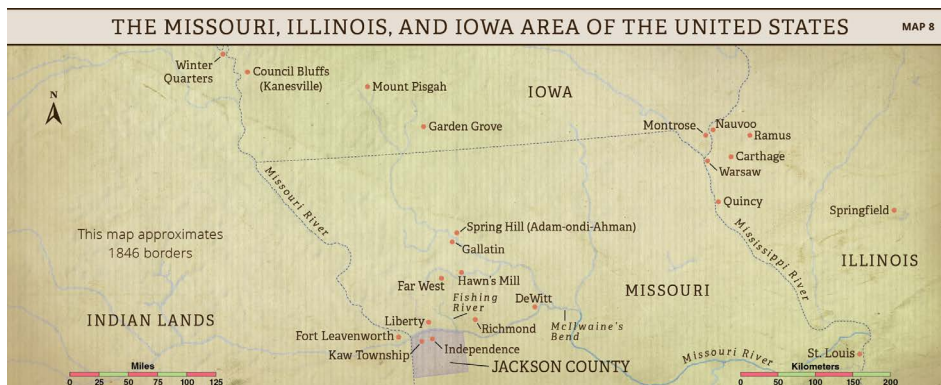 THE MISSOURI, ILLINOIS, AND IOWA AREA OF THE UNITED STATES
MAP 8
Winter
Quarters
Council Bluffs
(Kanesville)
Mount Pisgah
IOWA
N
Garden Grove
Montrose
Nauvoo
Ramus
Carthage
Warsaw
Missouri River
Quincy
Springfield
This map approximates
1846 borders
Spring Hill (Adam-ondi-Ahman)
Gallatin
Mississippi River
ILLINOIS
Far West
Hawn's Mill
Fishing
River
DeWitt
MISSOURI
INDIAN LANDS
Liberty
Richmond
McIlwaine's
Bend
Fort Leavenworth
Kaw Township
Independence
JACKSON COUNTY
Missouri River
St. Louis
Miles
0 25 50 75 100 125
Kilometers
0 50 100 150 200